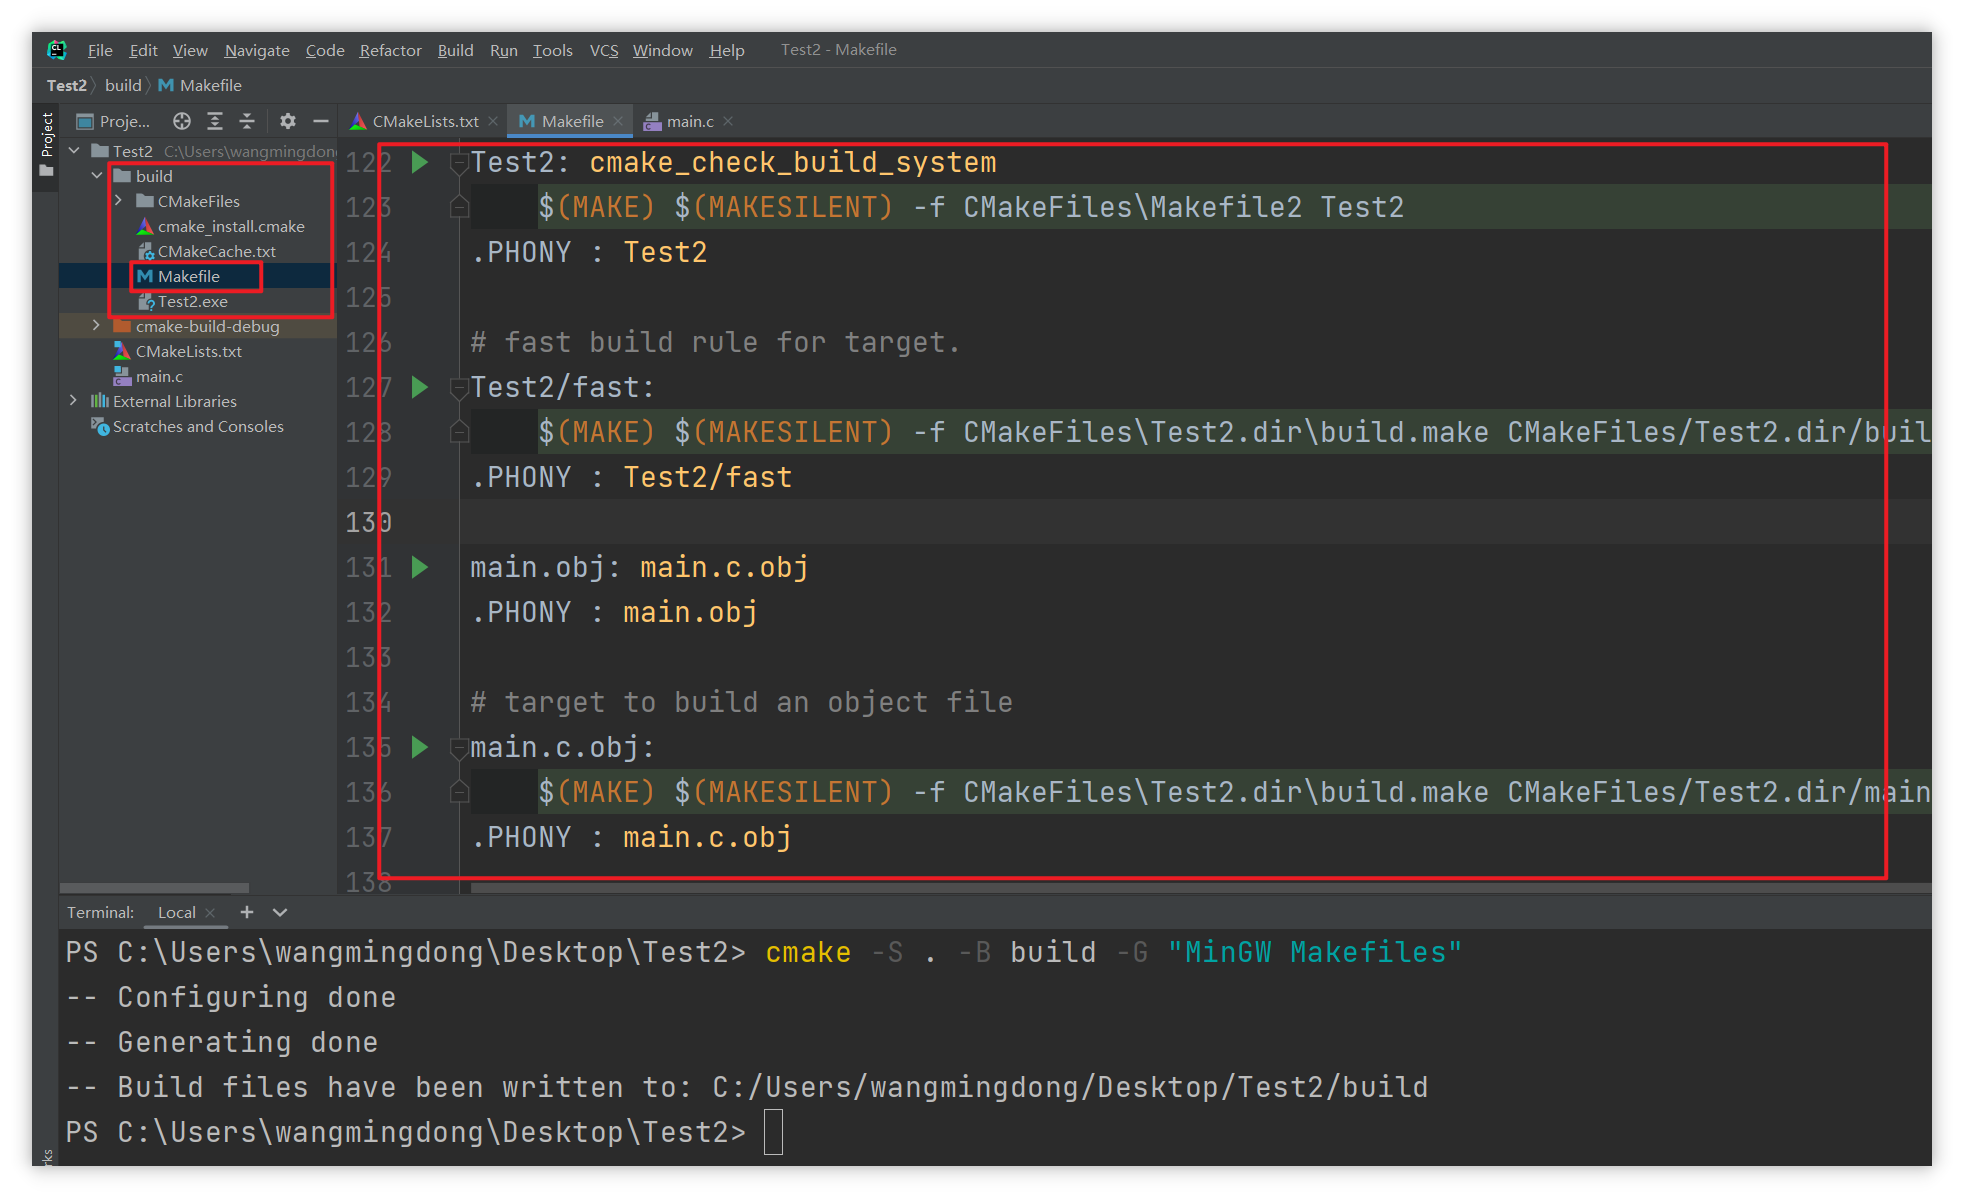 CL File Edit View Navigate Code Refactor Build Run Tools VCS Window Help Test2 - Makefile
Test2 build Makefile
Project
Proje...
CMakeLists.txt Makefile main.c
Test2 C:\Users\wangmingdong
build
CMakeFiles
cmake_install.cmake
CMakeCache.txt
Makefile
Test2.exe
cmake-build-debug
CMakeLists.txt
main.c
External Libraries
Scratches and Consoles
122 Test2: cmake_check_build_system
123 $(MAKE) $(MAKESILENT) -f CMakeFiles\Makefile2 Test2
124 .PHONY : Test2
125
126 # fast build rule for target.
127 Test2/fast:
128 $(MAKE) $(MAKESILENT) -f CMakeFiles\Test2.dir\build.make CMakeFiles/Test2.dir/buil
129 .PHONY : Test2/fast
130
131 main.obj: main.c.obj
132 .PHONY : main.obj
133
134 # target to build an object file
135 main.c.obj:
136 $(MAKE) $(MAKESILENT) -f CMakeFiles\Test2.dir\build.make CMakeFiles/Test2.dir/main
137 .PHONY : main.c.obj
138
Terminal: Local
PS C:\Users\wangmingdong\Desktop\Test2> cmake -S . -B build -G "MinGW Makefiles"
-- Configuring done
-- Generating done
-- Build files have been written to: C:/Users/wangmingdong/Desktop/Test2/build
PS C:\Users\wangmingdong\Desktop\Test2>